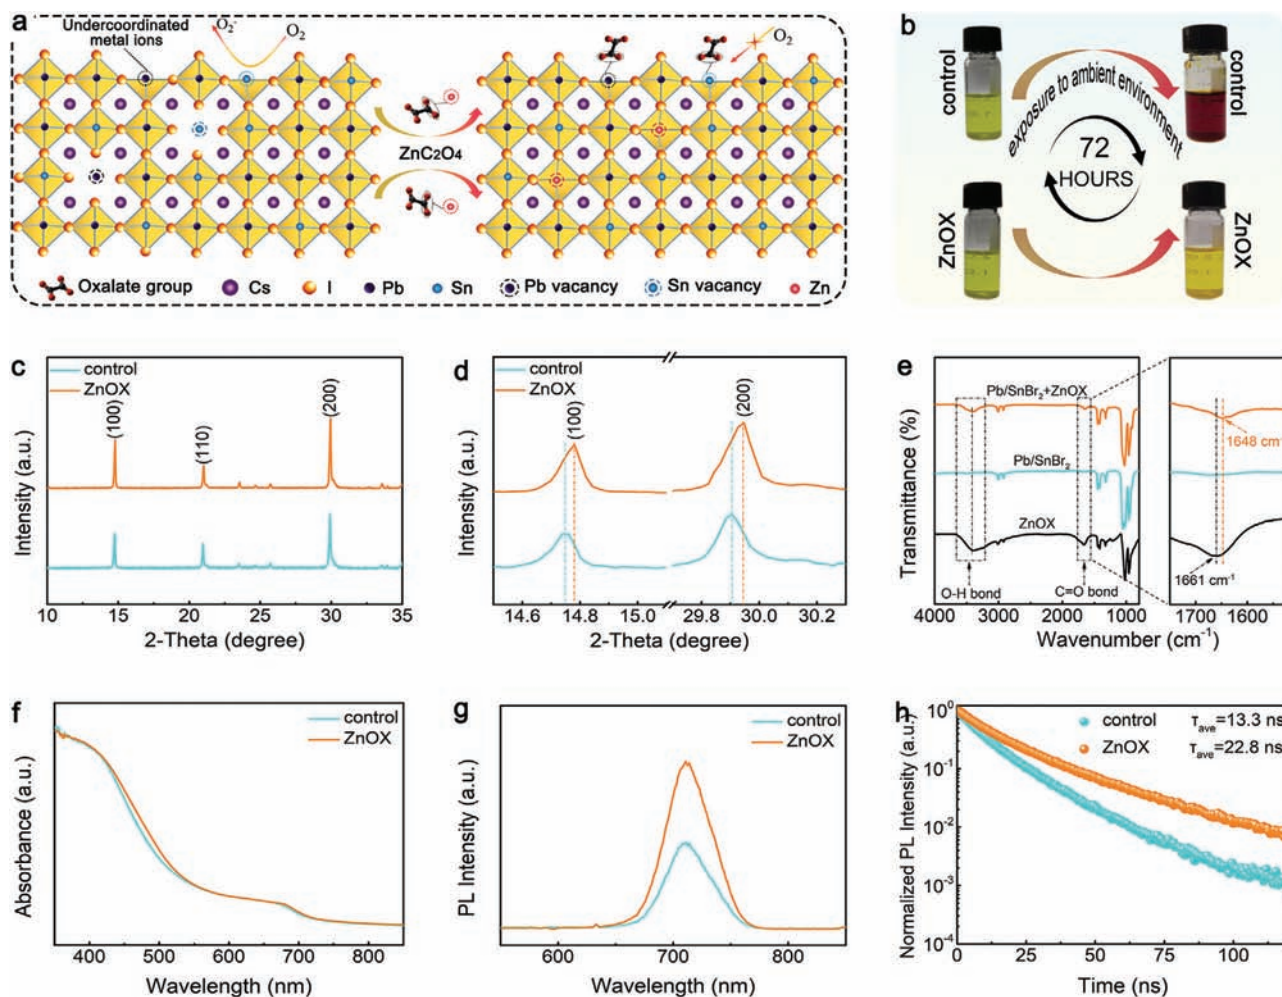 a
Undercoordinated
metal ions
O₂⁻
O₂
O₂
ZnC₂O₄
Oxalate group
Cs
I
Pb
Sn
Pb vacancy
Sn vacancy
Zn
b
control
exposure to ambient environment
control
72
HOURS
ZnOX
ZnOX
c
control
ZnOX
(100)
(110)
(200)
Intensity (a.u.)
10 15 20 25 30 35
2-Theta (degree)
d
control
ZnOX
(100)
(200)
Intensity (a.u.)
14.6 14.8 15.0 29.8 30.0 30.3
2-Theta (degree)
e
Pb/SnBr₂+ZnOX
Pb/SnBr₂
ZnOX
O-H bond
C=O bond
1648 cm⁻¹
1661 cm⁻¹
Transmittance (%)
4000 3000 2000 1000
1700 1600
Wavenumber (cm⁻¹)
f
control
ZnOX
Absorbance (a.u.)
400 500 600 700 800
Wavelength (nm)
g
control
ZnOX
PL Intensity (a.u.)
600 700 800
Wavelength (nm)
h
control τave=13.3 ns
ZnOX τave=22.8 ns
Normalized PL Intensity (a.u.)
10⁰
10⁻¹
10⁻²
10⁻³
10⁻⁴
0 25 50 75 100
Time (ns)